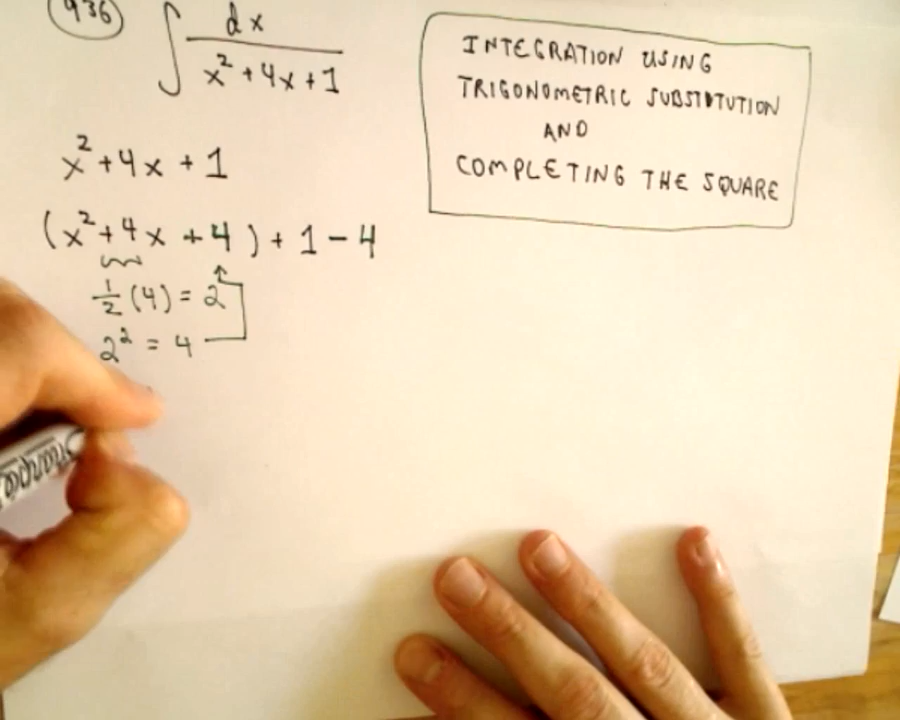 936
∫ dx / x² + 4x + 1
INTEGRATION USING
TRIGONOMETRIC SUBSTITUTION
AND
COMPLETING THE SQUARE
x² + 4x + 1
(x² + 4x + 4) + 1 - 4
1/2 (4) = 2
2² = 4
Sharpie